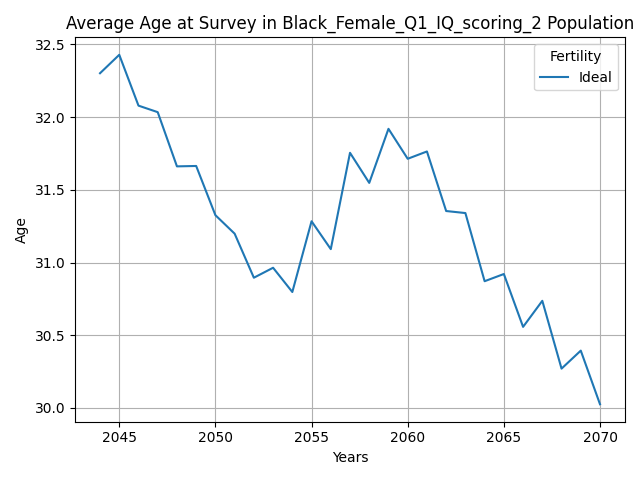 Average Age at Survey in Black_Female_Q1_IQ_scoring_2 Population
Fertility
Ideal
32.5
32.0
31.5
31.0
30.5
30.0
Age
2045 2050 2055 2060 2065 2070
Years